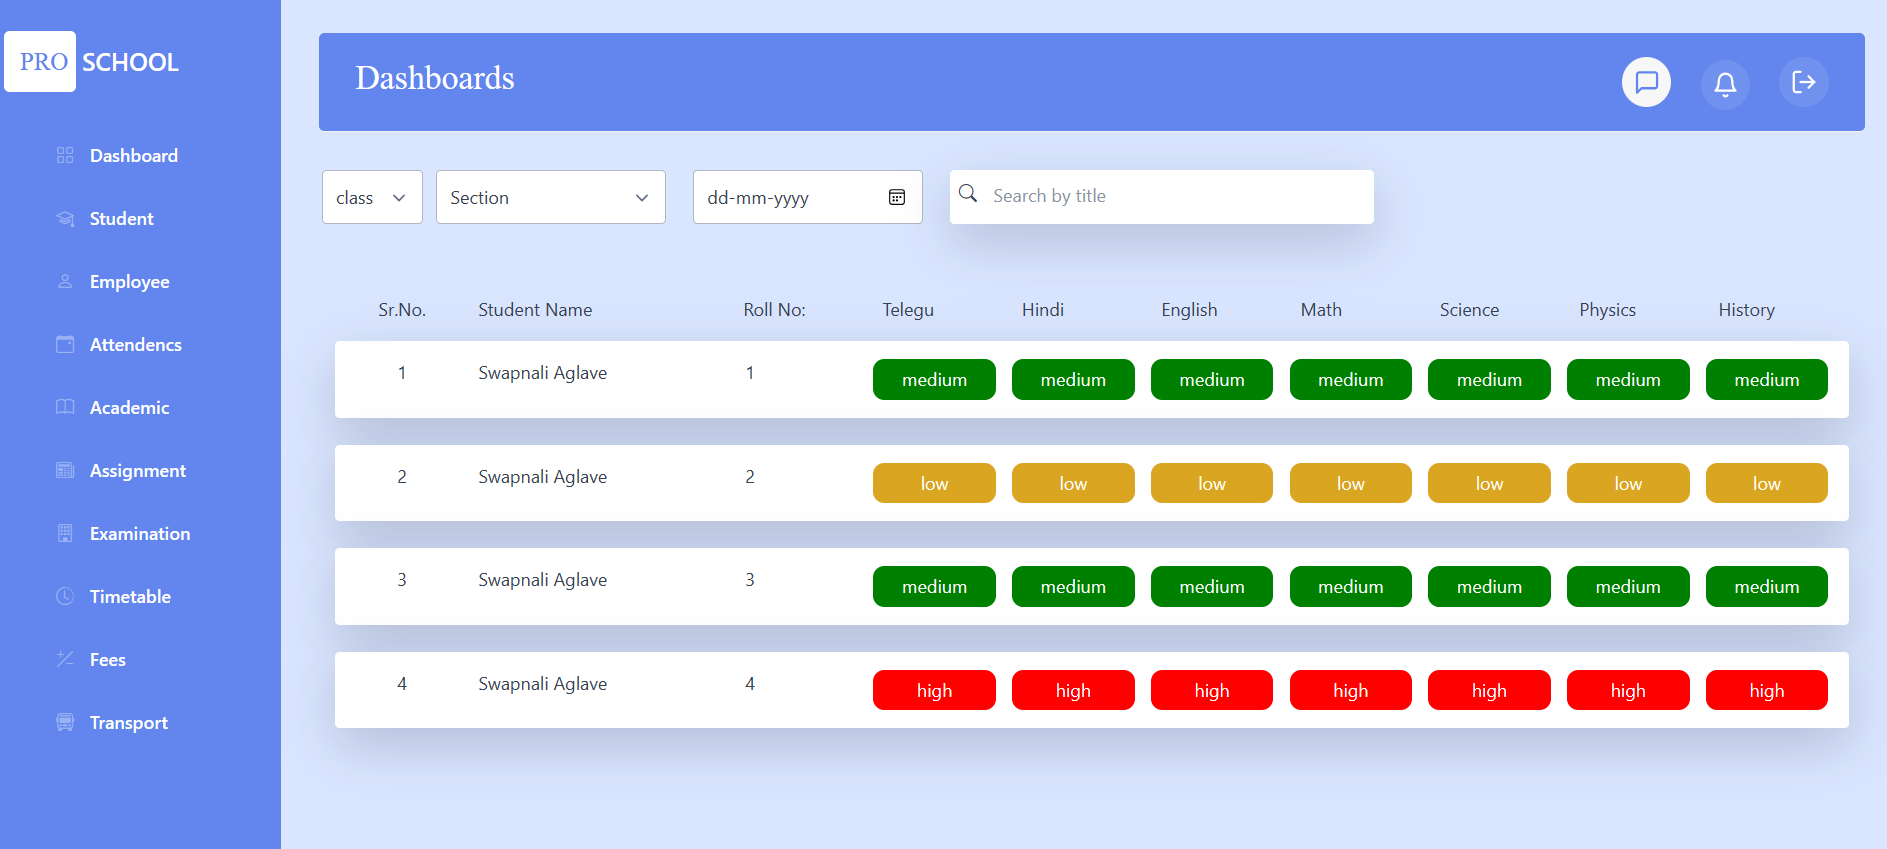 PRO SCHOOL
Dashboard
Student
Employee
Attendencs
Academic
Assignment
Examination
Timetable
Fees
Transport
Dashboards
class Section dd-mm-yyyy Search by title
Sr.No. Student Name Roll No: Telegu Hindi English Math Science Physics History
1 Swapnali Aglave 1 medium medium medium medium medium medium medium
2 Swapnali Aglave 2 low low low low low low low
3 Swapnali Aglave 3 medium medium medium medium medium medium medium
4 Swapnali Aglave 4 high high high high high high high